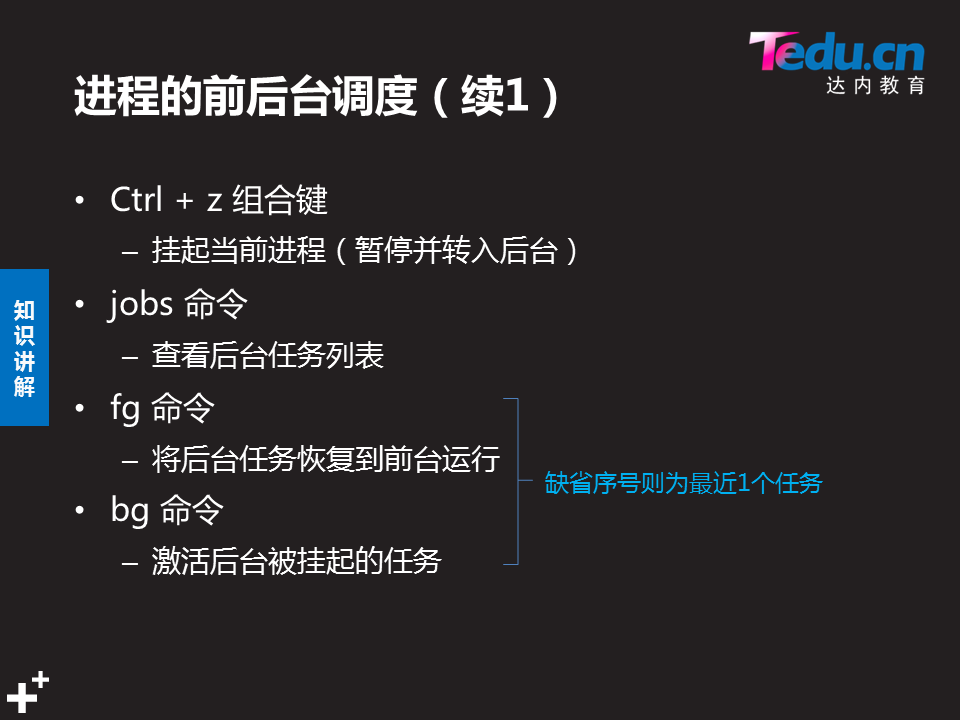 Tedu.cn
达内教育
进程的前后台调度（续1）
• Ctrl + z 组合键
– 挂起当前进程（暂停并转入后台）
• jobs 命令
– 查看后台任务列表
• fg 命令
– 将后台任务恢复到前台运行
• bg 命令
– 激活后台被挂起的任务
缺省序号则为最近1个任务
知识讲解